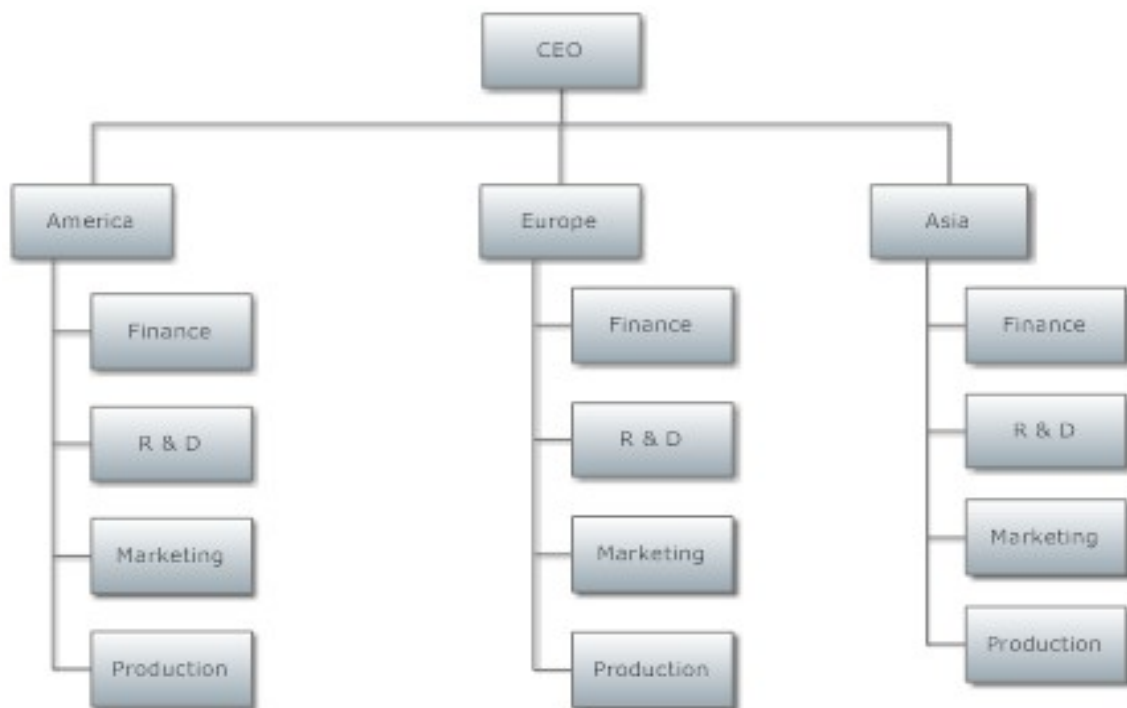 CEO
America
Europe
Asia
Finance
R & D
Marketing
Production
Finance
R & D
Marketing
Production
Finance
R & D
Marketing
Production